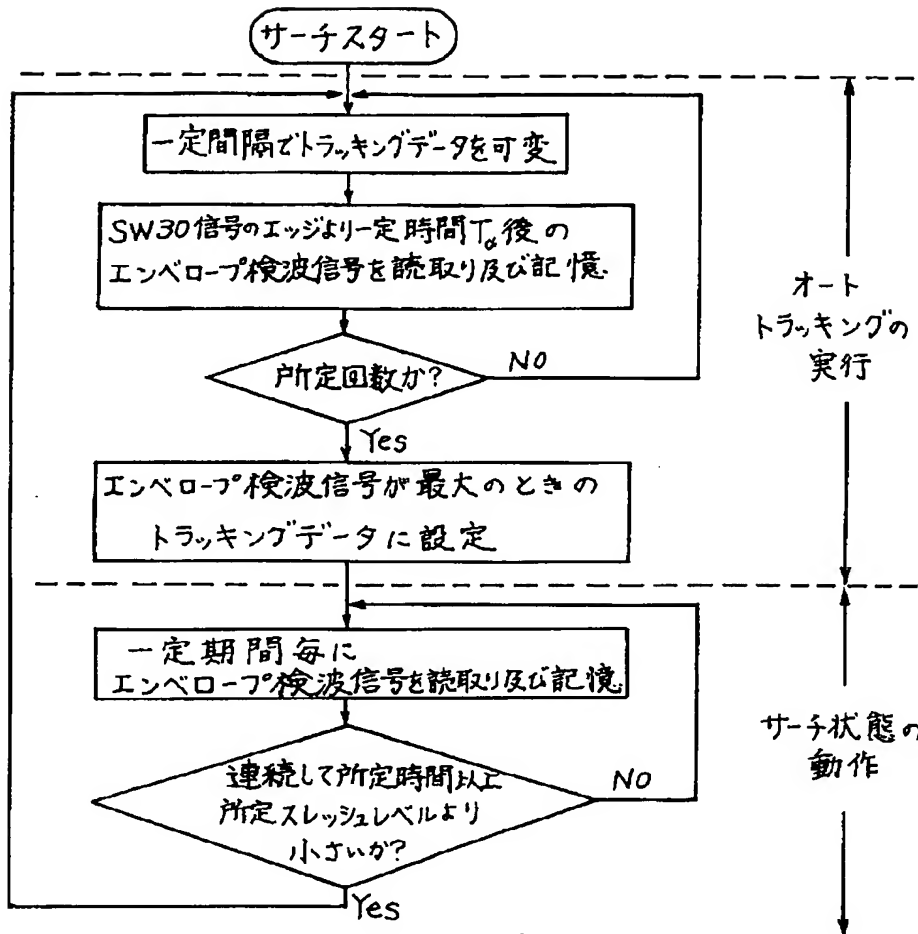 サーチスタート
一定間隔でトラッキングデータを可変
SW30信号のエッジより一定時間Tα後の
エンベロープ検波信号を読取り及び記憶.
所定回数か?
NO
Yes
エンベロープ検波信号が最大のときの
トラッキングデータに設定
オート
トラッキングの
実行
一定期間毎に
エンベロープ検波信号を読取り及び記憶.
連続して所定時間以上
所定スレッシュレベルより
小さいか?
NO
Yes
サーチ状態の
動作